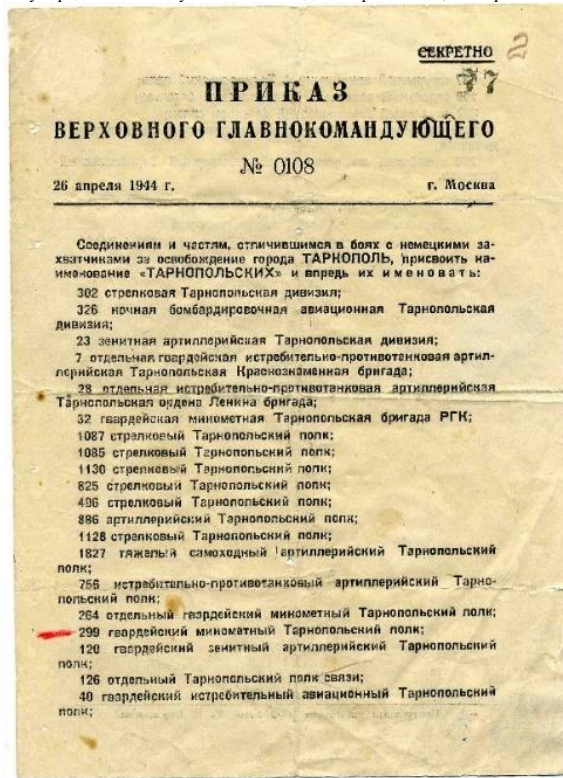 СЕКРЕТНО
77
ПРИКАЗ
ВЕРХОВНОГО ГЛАВНОКОМАНДУЮЩЕГО
№ 0108
26 апреля 1944 г. г. Москва
Соединениям и частям, отличившимся в боях с немецкими за-
хватчиками за освобождение города ТАРНОПОЛЬ, присвоить на-
именование «ТАРНОПОЛЬСКИХ» и впредь их именовать:
302 стрелковая Тарнопольская дивизия;
326 ночная бомбардировочная авиационная Тарнопольская
дивизия;
23 зенитная артиллерийская Тарнопольская дивизия;
7 отдельная гвардейская истребительно-противотанковая артил-
лерийская Тарнопольская Краснознаменная бригада;
28 отдельная истребительно-противотанковая артиллерийская
Тарнопольская ордена Ленина бригада;
32 гвардейская минометная Тарнопольская бригада РГК;
1087 стрелковый Тарнопольский полк;
1085 стрелковый Тарнопольский полк;
1130 стрелковый Тарнопольский полк;
825 стрелковый Тарнопольский полк;
496 стрелковый Тарнопольский полк;
886 артиллерийский Тарнопольский полк;
1128 стрелковый Тарнопольский полк;
1827 тяжелый самоходный артиллерийский Тарнопольский
полк;
756 истребительно-противотанковый артиллерийский Тарно-
польский полк;
264 отдельный гвардейский минометный Тарнопольский полк;
299 гвардейский минометный Тарнопольский полк;
120 гвардейский зенитный артиллерийский Тарнопольский
полк;
126 отдельный Тарнопольский полк связи;
40 гвардейский истребительный авиационный Тарнопольский
полк;